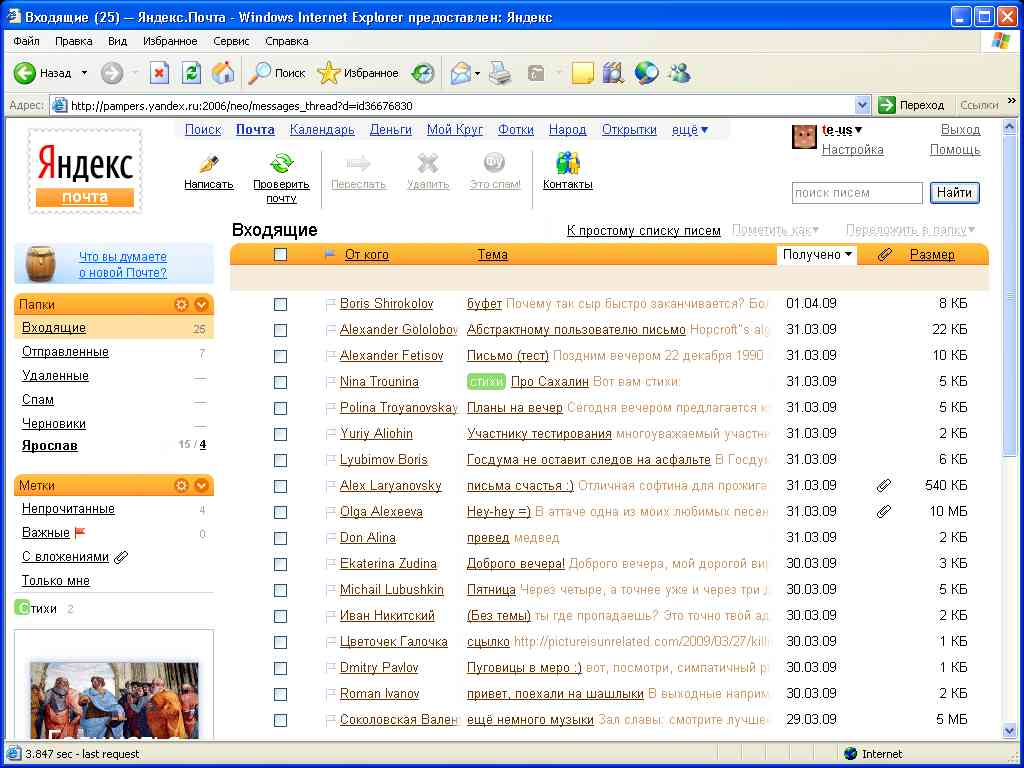 Входящие (25) — Яндекс.Почта - Windows Internet Explorer предоставлен: Яндекс
Файл Правка Вид Избранное Сервис Справка
Назад Поиск Избранное
Адрес: http://pampers.yandex.ru:2006/neo/messages_thread?d=id36676830 Переход Ссылки »
Поиск Почта Календарь Деньги Мой Круг Фотки Народ Открытки ещё▼ te-us▼ Выход
Настройка Помощь
Яндекс
почта
Написать Проверить почту Переслать Удалить Это спам! Контакты
поиск писем Найти
Входящие К простому списку писем Пометить как▼ Переложить в папку▼
От кого Тема Получено▼ Размер
Что вы думаете
о новой Почте?
Папки
Входящие 25
Отправленные 7
Удаленные —
Спам —
Черновики —
Ярослав 15 / 4
Метки
Непрочитанные 4
Важные 0
С вложениями
Только мне
Стихи 2
Boris Shirokolov буфет Почему так сыр быстро заканчивается? Бол 01.04.09 8 КБ
Alexander Gololobov Абстрактному пользователю письмо Hopcroft"s alg 31.03.09 22 КБ
Alexander Fetisov Письмо (тест) Поздним вечером 22 декабря 1990 31.03.09 10 КБ
Nina Trounina стихи Про Сахалин Вот вам стихи: 31.03.09 5 КБ
Polina Troyanovskay Планы на вечер Сегодня вечером предлагается к 31.03.09 5 КБ
Yuriy Aliohin Участнику тестирования многоуважаемый участн 31.03.09 2 КБ
Lyubimov Boris Госдума не оставит следов на асфальте В Госду 31.03.09 6 КБ
Alex Laryanovsky письма счастья :) Отличная софтина для прожига 31.03.09 540 КБ
Olga Alexeeva Hey-hey =) В аттаче одна из моих любимых песен 31.03.09 10 МБ
Don Alina превед медвед 31.03.09 2 КБ
Ekaterina Zudina Доброго вечера! Доброго вечера, мой дорогой ви 30.03.09 3 КБ
Michail Lubushkin Пятница Через четыре, а точнее уже и через три д 30.03.09 5 КБ
Иван Никитский (Без темы) ты где пропадаешь? Это точно твой ад 30.03.09 2 КБ
Цветочек Галочка сцылко http://pictureisunrelated.com/2009/03/27/kill 30.03.09 1 КБ
Dmitry Pavlov Пуговицы в меро :) вот, посмотри, симпатичный р 30.03.09 1 КБ
Roman Ivanov привет, поехали на шашлыки В выходные наприм 30.03.09 2 КБ
Соколовская Вален ещё немного музыки Зал славы: смотрите лучше 29.03.09 5 МБ
3.847 sec - last request Internet